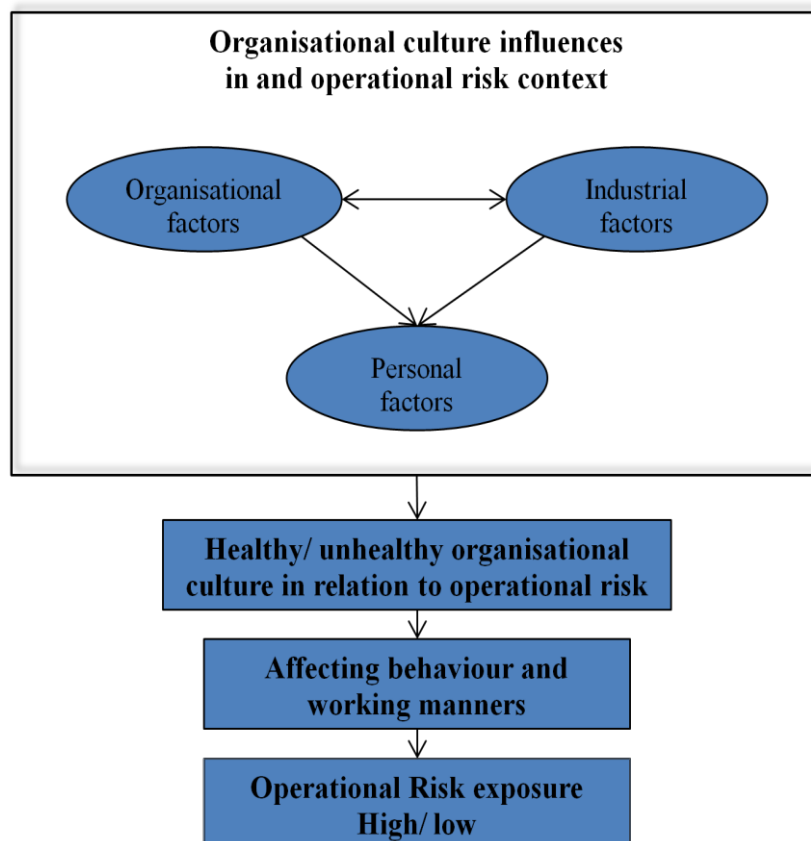 Organisational culture influences
in and operational risk context
Organisational
factors
Industrial
factors
Personal
factors
Healthy/ unhealthy organisational
culture in relation to operational risk
Affecting behaviour and
working manners
Operational Risk exposure
High/ low